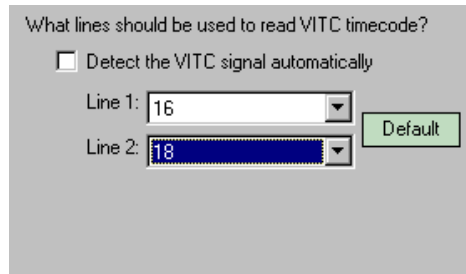 What lines should be used to read VITC timecode?
Detect the VITC signal automatically
Line 1: 16
Default
Line 2: 18